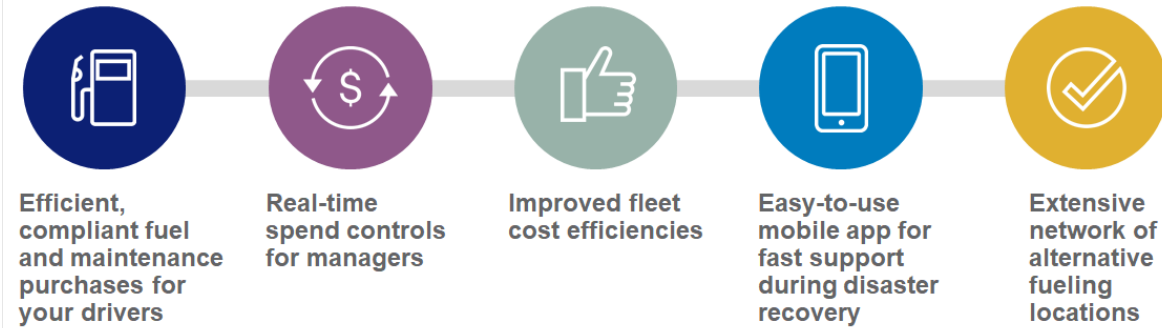 $
Efficient,
compliant fuel
and maintenance
purchases for
your drivers
Real-time
spend controls
for managers
Improved fleet
cost efficiencies
Easy-to-use
mobile app for
fast support
during disaster
recovery
Extensive
network of
alternative
fueling
locations